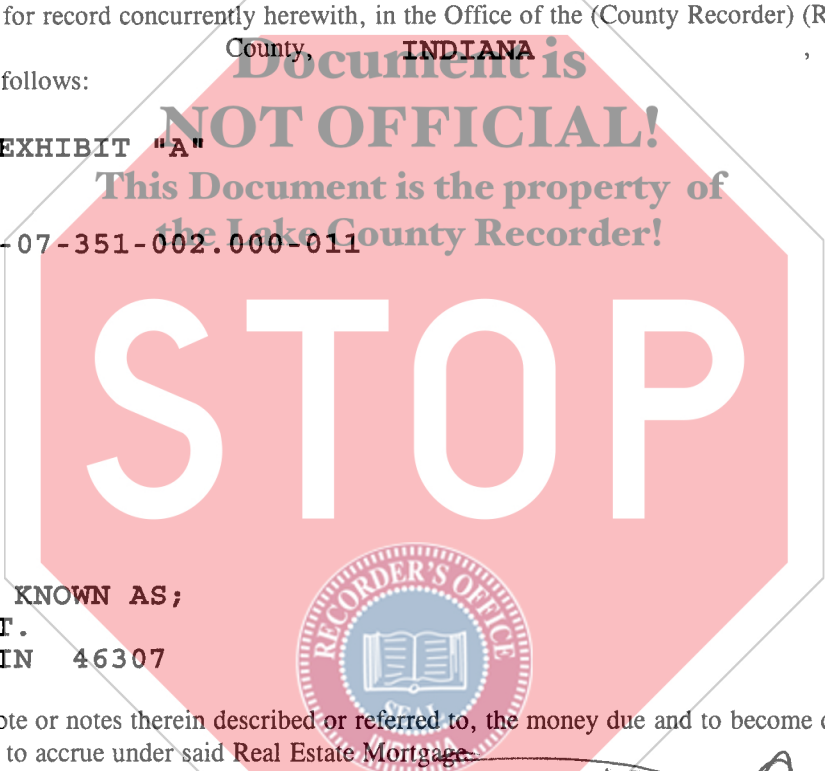 for record concurrently herewith, in the Office of the (County Recorder) (R
County, INDIANA ,
Document is
follows:
NOT OFFICIAL!
EXHIBIT "A"
This Document is the property of
the Lake County Recorder!
-07-351-002.000-011
STOP
RECORDER'S OFFICE
SEAL
KNOWN AS;
T.
IN 46307
ote or notes therein described or referred to, the money due and to become d
to accrue under said Real Estate Mortgage.